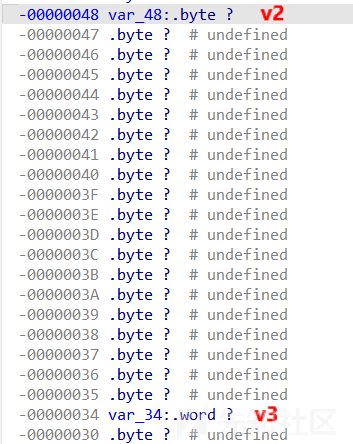 -00000048 var_48:.byte ? v2
-00000047 .byte ? # undefined
-00000046 .byte ? # undefined
-00000045 .byte ? # undefined
-00000044 .byte ? # undefined
-00000043 .byte ? # undefined
-00000042 .byte ? # undefined
-00000041 .byte ? # undefined
-00000040 .byte ? # undefined
-0000003F .byte ? # undefined
-0000003E .byte ? # undefined
-0000003D .byte ? # undefined
-0000003C .byte ? # undefined
-0000003B .byte ? # undefined
-0000003A .byte ? # undefined
-00000039 .byte ? # undefined
-00000038 .byte ? # undefined
-00000037 .byte ? # undefined
-00000036 .byte ? # undefined
-00000035 .byte ? # undefined
-00000034 var_34:.word ? v3
-00000030 .byte ? # undefined